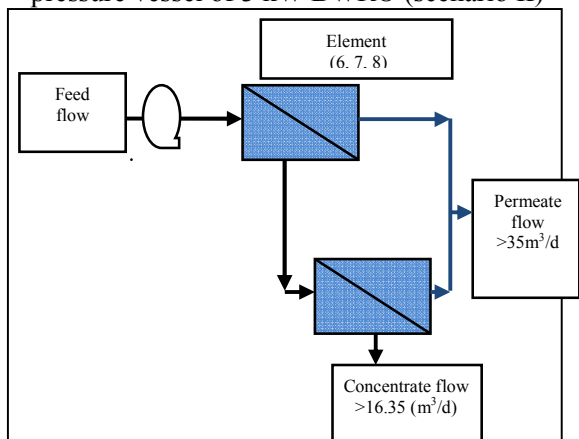 pressure vessel of 5 kW BWRO (scenario II)
Element
(6, 7, 8)
Feed
flow
Permeate
flow
>35m³/d
Concentrate flow
>16.35 (m³/d)